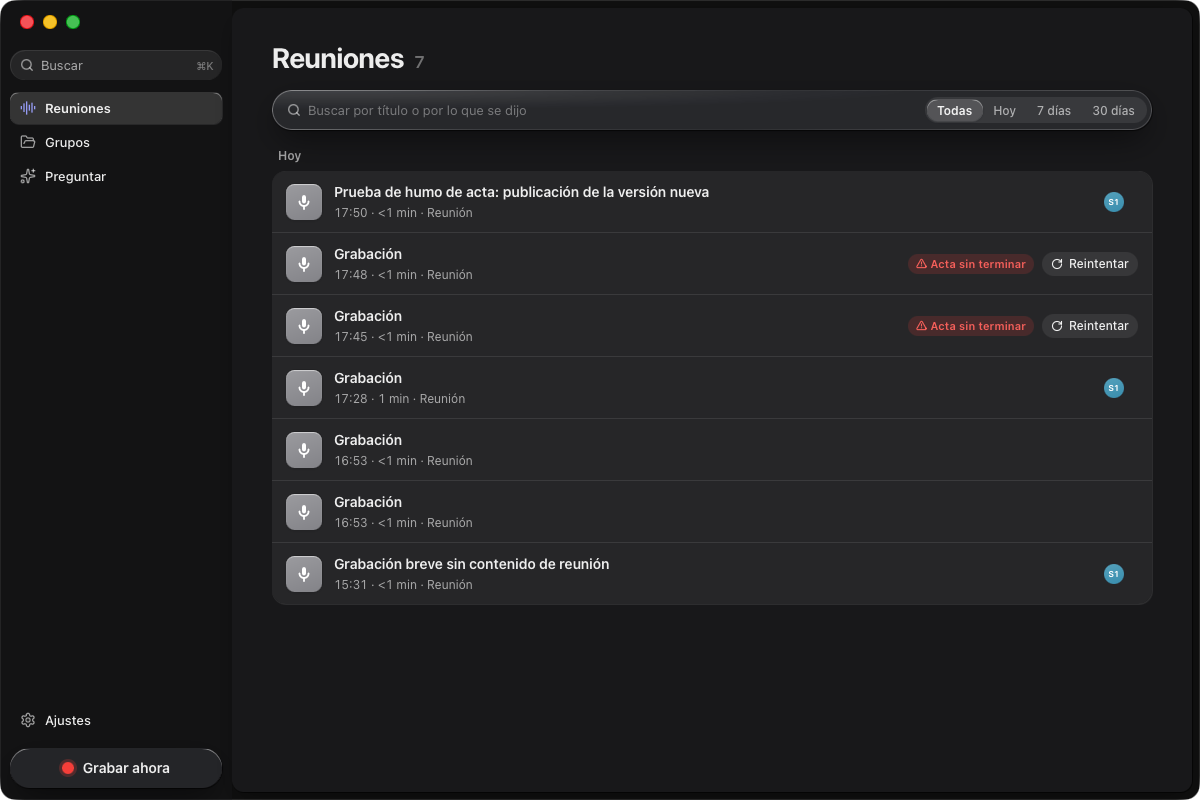 Buscar ⌘K
Reuniones
Grupos
Preguntar
Ajustes
Grabar ahora
Reuniones 7
Buscar por título o por lo que se dijo
Todas Hoy 7 días 30 días
Hoy
Prueba de humo de acta: publicación de la versión nueva
17:50 · <1 min · Reunión
S1
Grabación
17:48 · <1 min · Reunión
Acta sin terminar Reintentar
Grabación
17:45 · <1 min · Reunión
Acta sin terminar Reintentar
Grabación
17:28 · 1 min · Reunión
S1
Grabación
16:53 · <1 min · Reunión
Grabación
16:53 · <1 min · Reunión
Grabación breve sin contenido de reunión
15:31 · <1 min · Reunión
S1